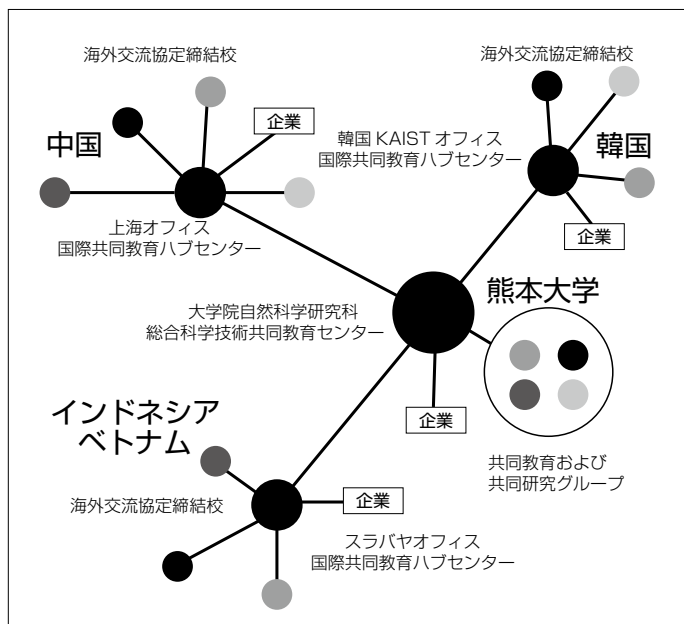 海外交流協定締結校
企業
中国
上海オフィス
国際共同教育ハブセンター
海外交流協定締結校
韓国 KAIST オフィス
国際共同教育ハブセンター
韓国
企業
熊本大学
大学院自然科学研究科
総合科学技術共同教育センター
企業
共同教育および
共同研究グループ
インドネシア
ベトナム
海外交流協定締結校
企業
スラバヤオフィス
国際共同教育ハブセンター